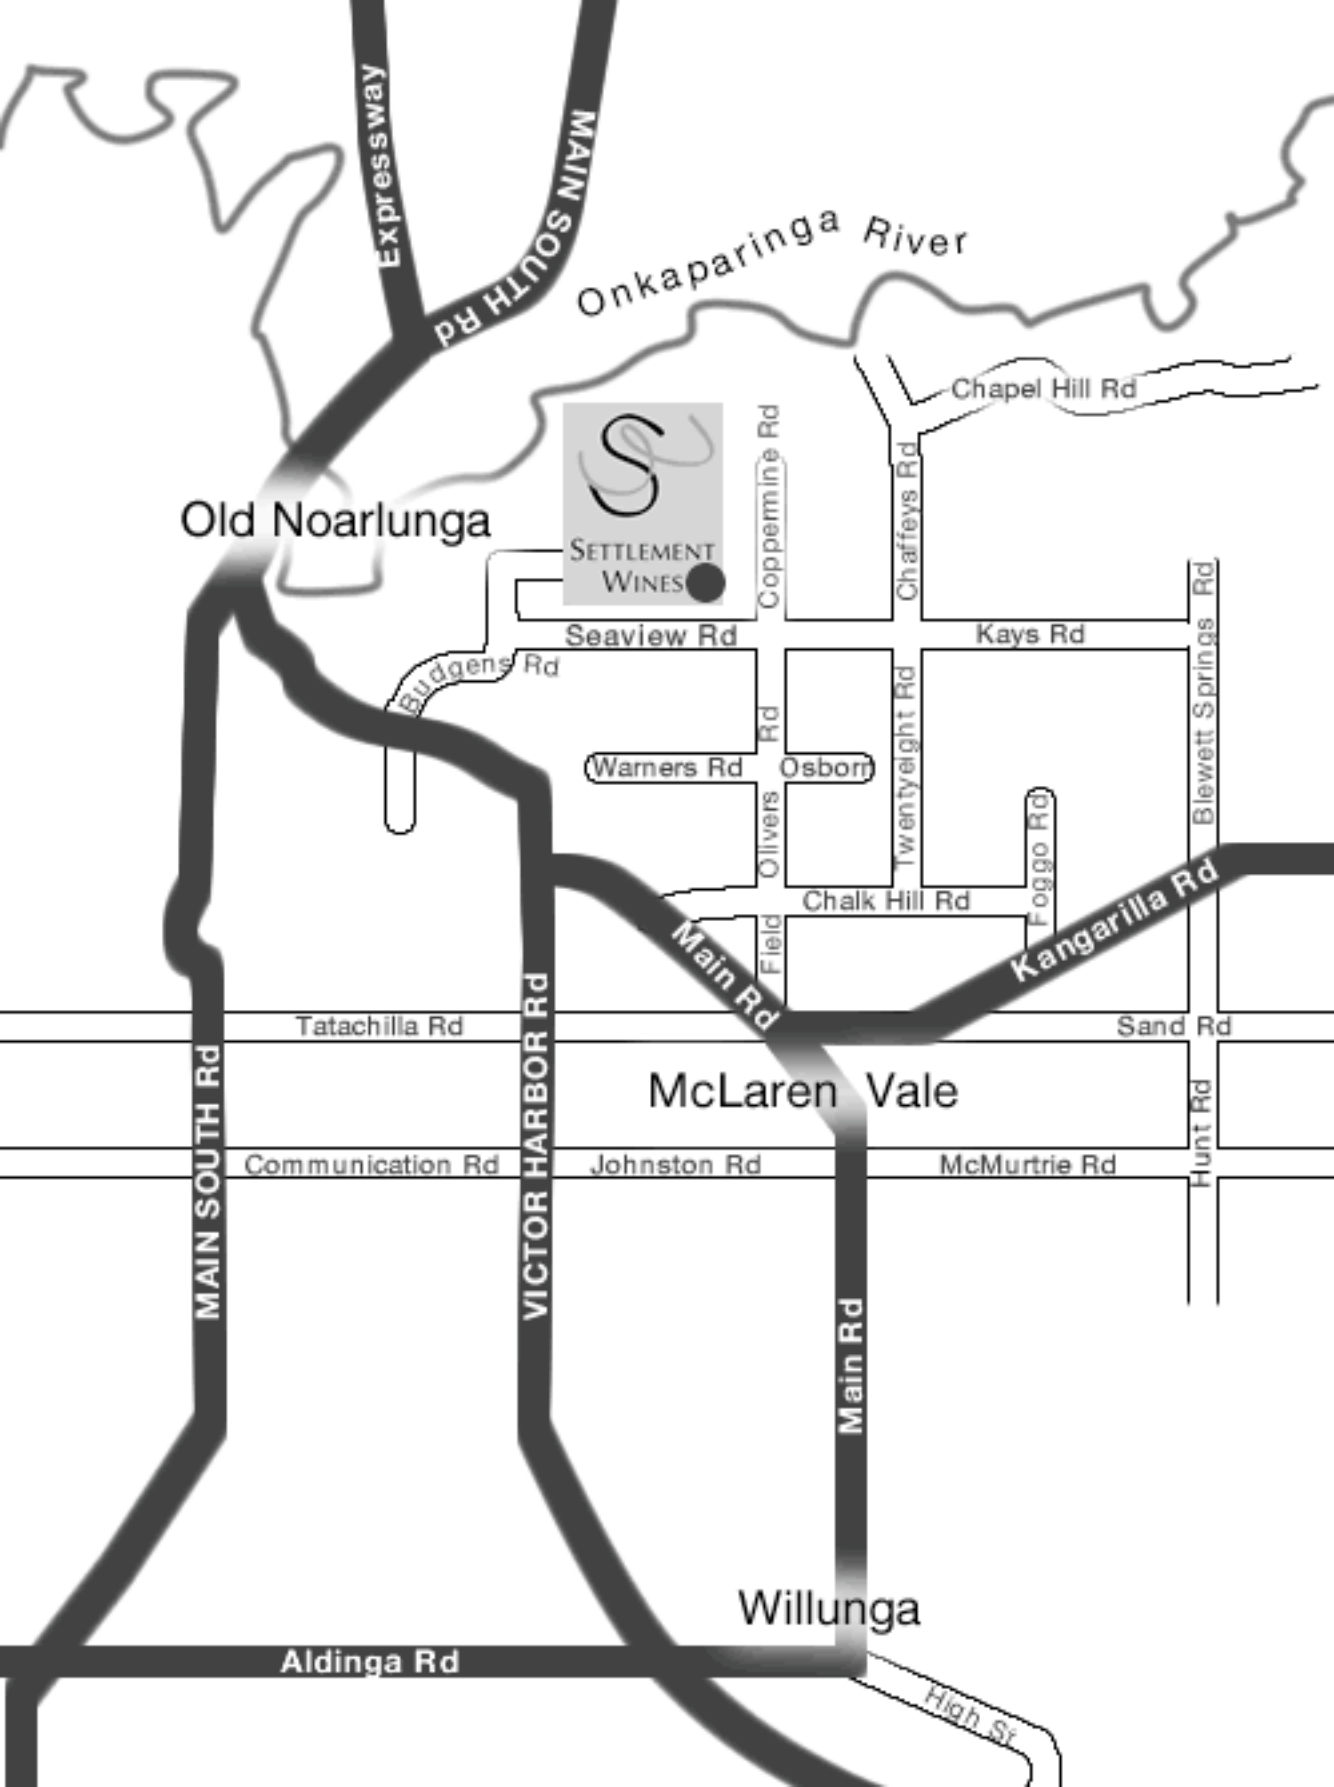 Expressway
MAIN SOUTH Rd
Onkaparinga River
Chapel Hill Rd
Coppermine Rd
Chaffeys Rd
Old Noarlunga
S
SETTLEMENT
WINES
Blewett Springs Rd
Seaview Rd
Kays Rd
Budgens Rd
Twentyeight Rd
Olivers Rd
Warners Rd
Osborn
Foggo Rd
Chalk Hill Rd
Kangarilla Rd
Main Rd
Field
Tatachilla Rd
Sand Rd
McLaren Vale
MAIN SOUTH Rd
VICTOR HARBOR Rd
Hunt Rd
Communication Rd
Johnston Rd
McMurtrie Rd
Main Rd
Willunga
Aldinga Rd
High St